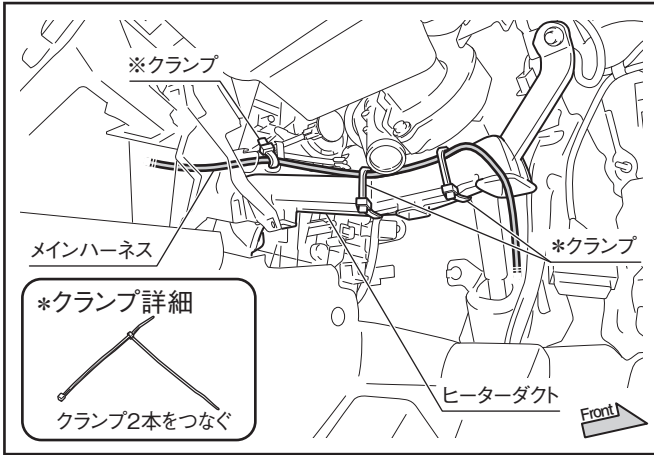 ※クランプ
メインハーネス
*クランプ
*クランプ詳細
クランプ2本をつなぐ
ヒーターダクト
Front